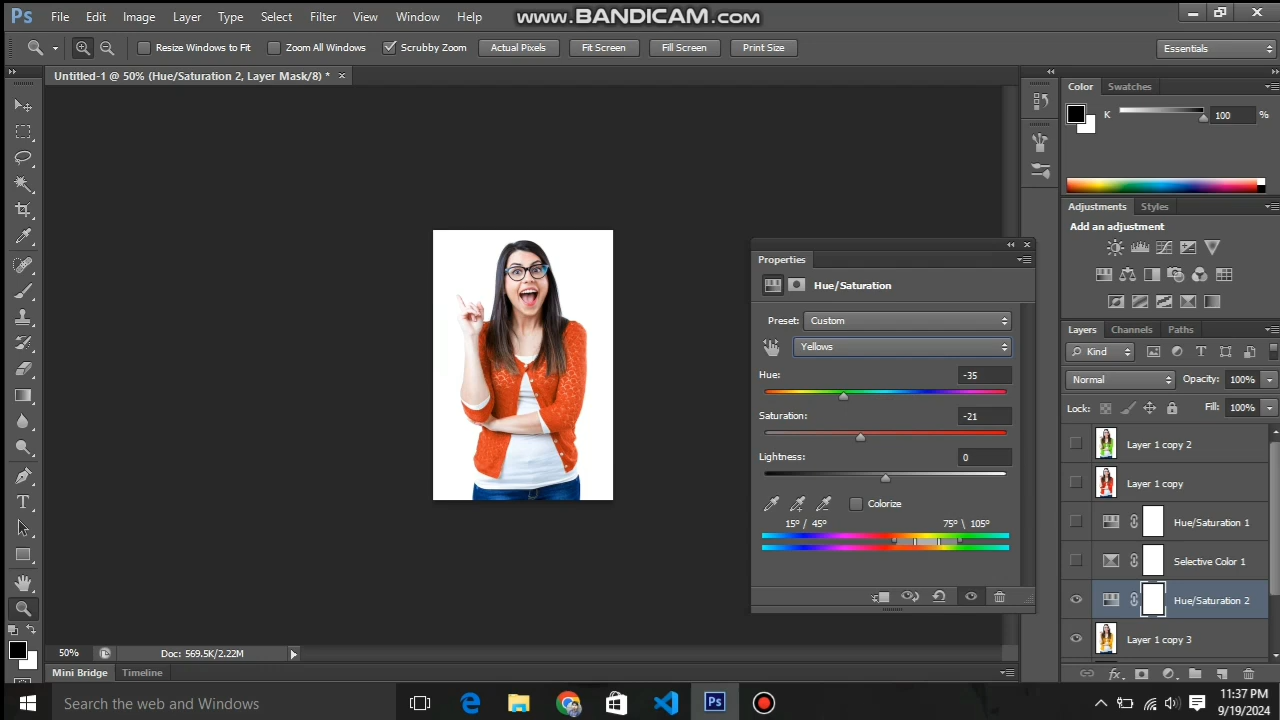 Ps File Edit Image Layer Type Select Filter View Window Help www.BANDICAM.com
Resize Windows to Fit Zoom All Windows Scrubby Zoom Actual Pixels Fit Screen Fill Screen Print Size Essentials
Untitled-1 @ 50% (Hue/Saturation 2, Layer Mask/8) * ×
Color Swatches
K 100 %
Adjustments Styles
Add an adjustment
Properties
Hue/Saturation
Preset: Custom
Yellows
Hue: -35
Saturation: -21
Lightness: 0
Colorize
15° / 45° 75° \ 105°
Layers Channels Paths
Kind
Normal Opacity: 100%
Lock: Fill: 100%
Layer 1 copy 2
Layer 1 copy
Hue/Saturation 1
Selective Color 1
Hue/Saturation 2
Layer 1 copy 3
50% Doc: 569.5K/2.22M
Mini Bridge Timeline
Search the web and Windows
Ps
11:37 PM
9/19/2024